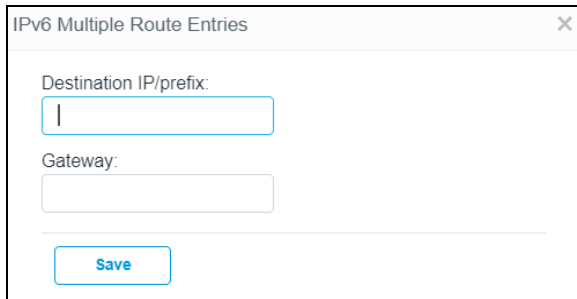 IPv6 Multiple Route Entries
Destination IP/prefix:
Gateway:
Save